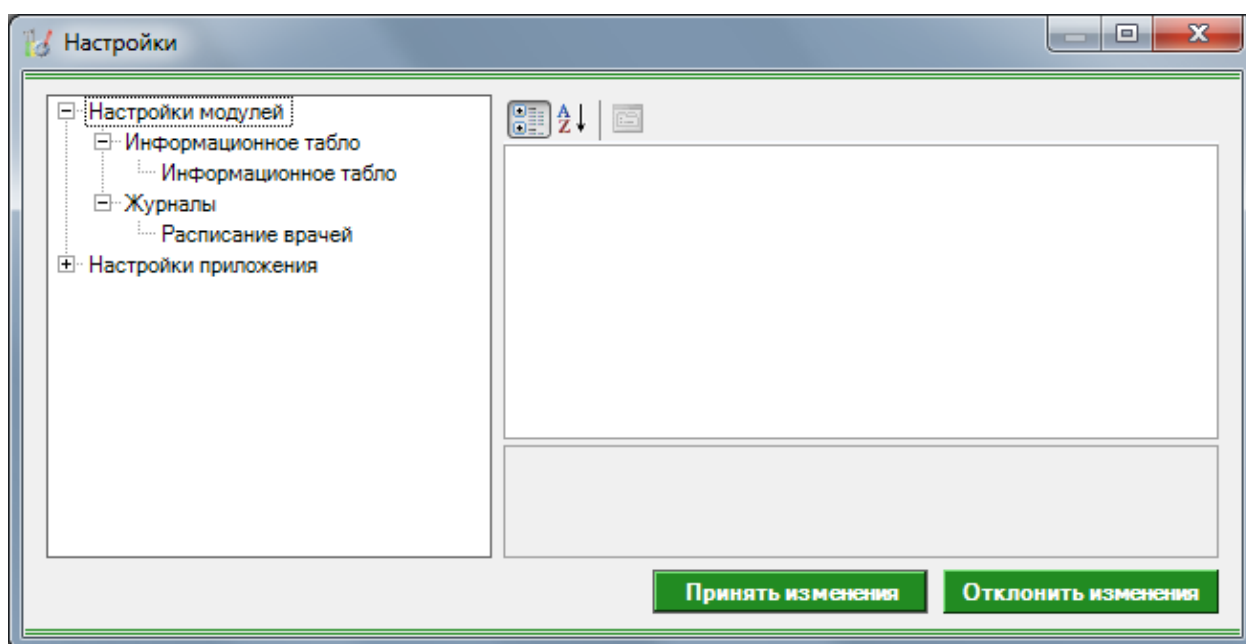 Настройки
Настройки модулей
Информационное табло
Информационное табло
Журналы
Расписание врачей
Настройки приложения
Принять изменения
Отклонить изменения